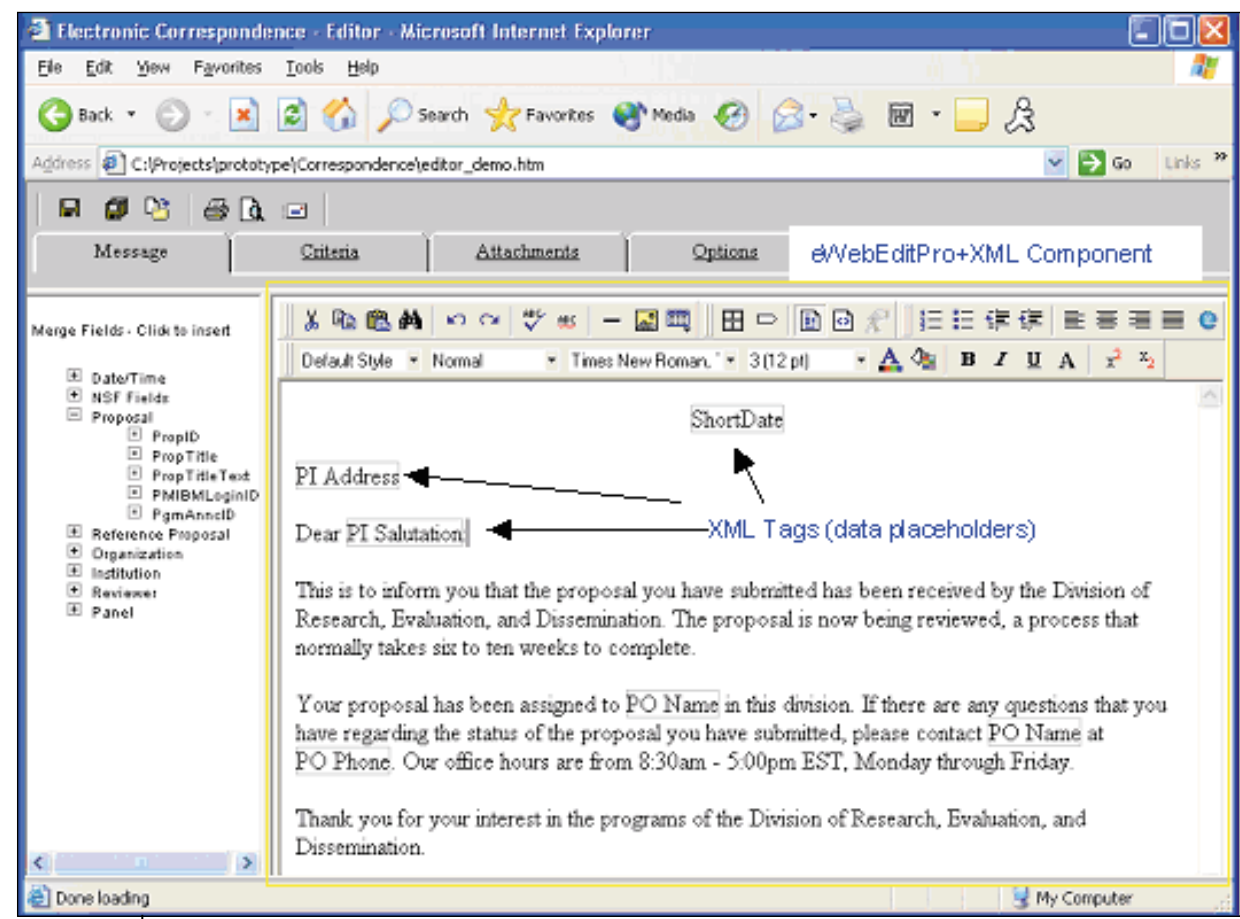 Electronic Correspondence - Editor - Microsoft Internet Explorer
File Edit View Favorites Tools Help
Back Search Favorites Media
Address C:\Projects\prototype\Correspondence\editor_demo.htm Go Links »
Message Criteria Attachments Options eWebEditPro+XML Component
Merge Fields - Click to insert
Default Style Normal Times New Roman, 3 (12 pt) B I U A x² x₂
Date/Time
NSF Fields
Proposal
PropID
PropTitle
PropTitleText
PMIBMLoginID
PgmAnncID
Reference Proposal
Organization
Institution
Reviewer
Panel
ShortDate
PI Address
XML Tags (data placeholders)
Dear PI Salutation:
This is to inform you that the proposal you have submitted has been received by the Division of
Research, Evaluation, and Dissemination. The proposal is now being reviewed, a process that
normally takes six to ten weeks to complete.
Your proposal has been assigned to PO Name in this division. If there are any questions that you
have regarding the status of the proposal you have submitted, please contact PO Name at
PO Phone. Our office hours are from 8:30am - 5:00pm EST, Monday through Friday.
Thank you for your interest in the programs of the Division of Research, Evaluation, and
Dissemination.
Done loading My Computer